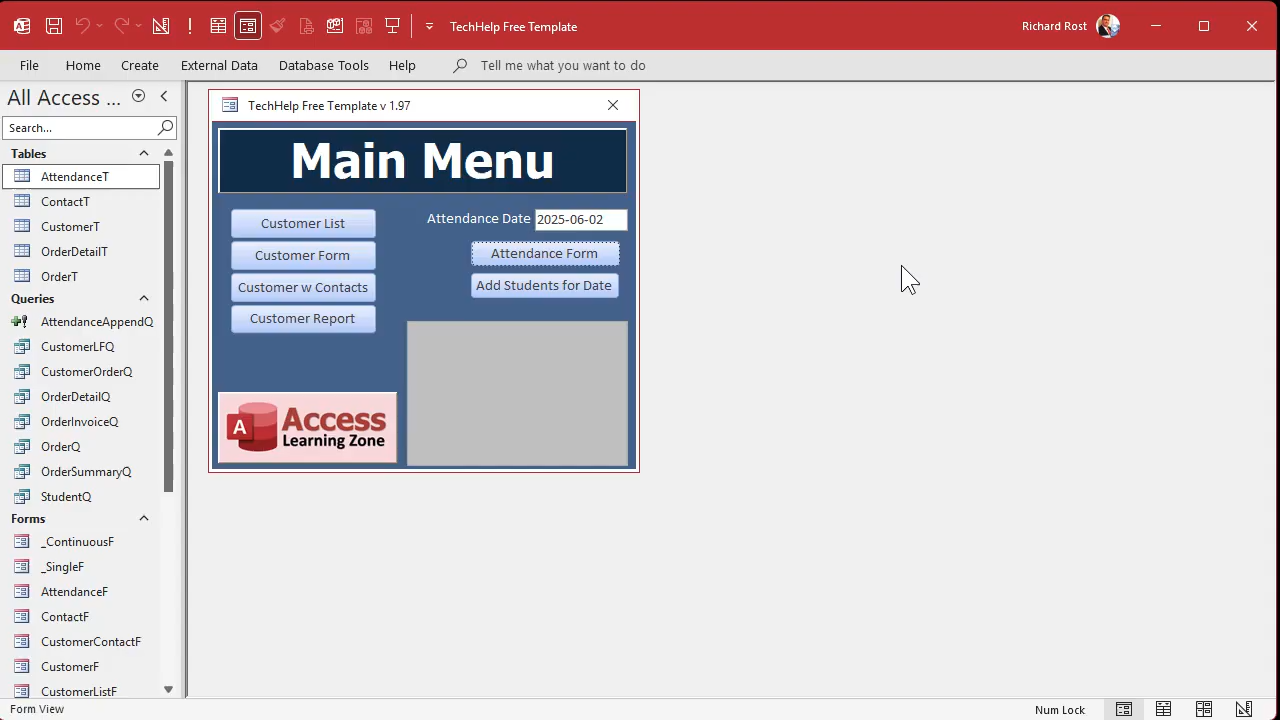 TechHelp Free Template
Richard Rost
File
Home
Create
External Data
Database Tools
Help
Tell me what you want to do
All Access ...
Search...
Tables
AttendanceT
ContactT
CustomerT
OrderDetailT
OrderT
Queries
AttendanceAppendQ
CustomerLFQ
CustomerOrderQ
OrderDetailQ
OrderInvoiceQ
OrderQ
OrderSummaryQ
StudentQ
Forms
_ContinuousF
_SingleF
AttendanceF
ContactF
CustomerContactF
CustomerF
CustomerListF
TechHelp Free Template v 1.97
Main Menu
Customer List
Customer Form
Customer w Contacts
Customer Report
Attendance Date 2025-06-02
Attendance Form
Add Students for Date
A
Access
Learning Zone
Form View
Num Lock